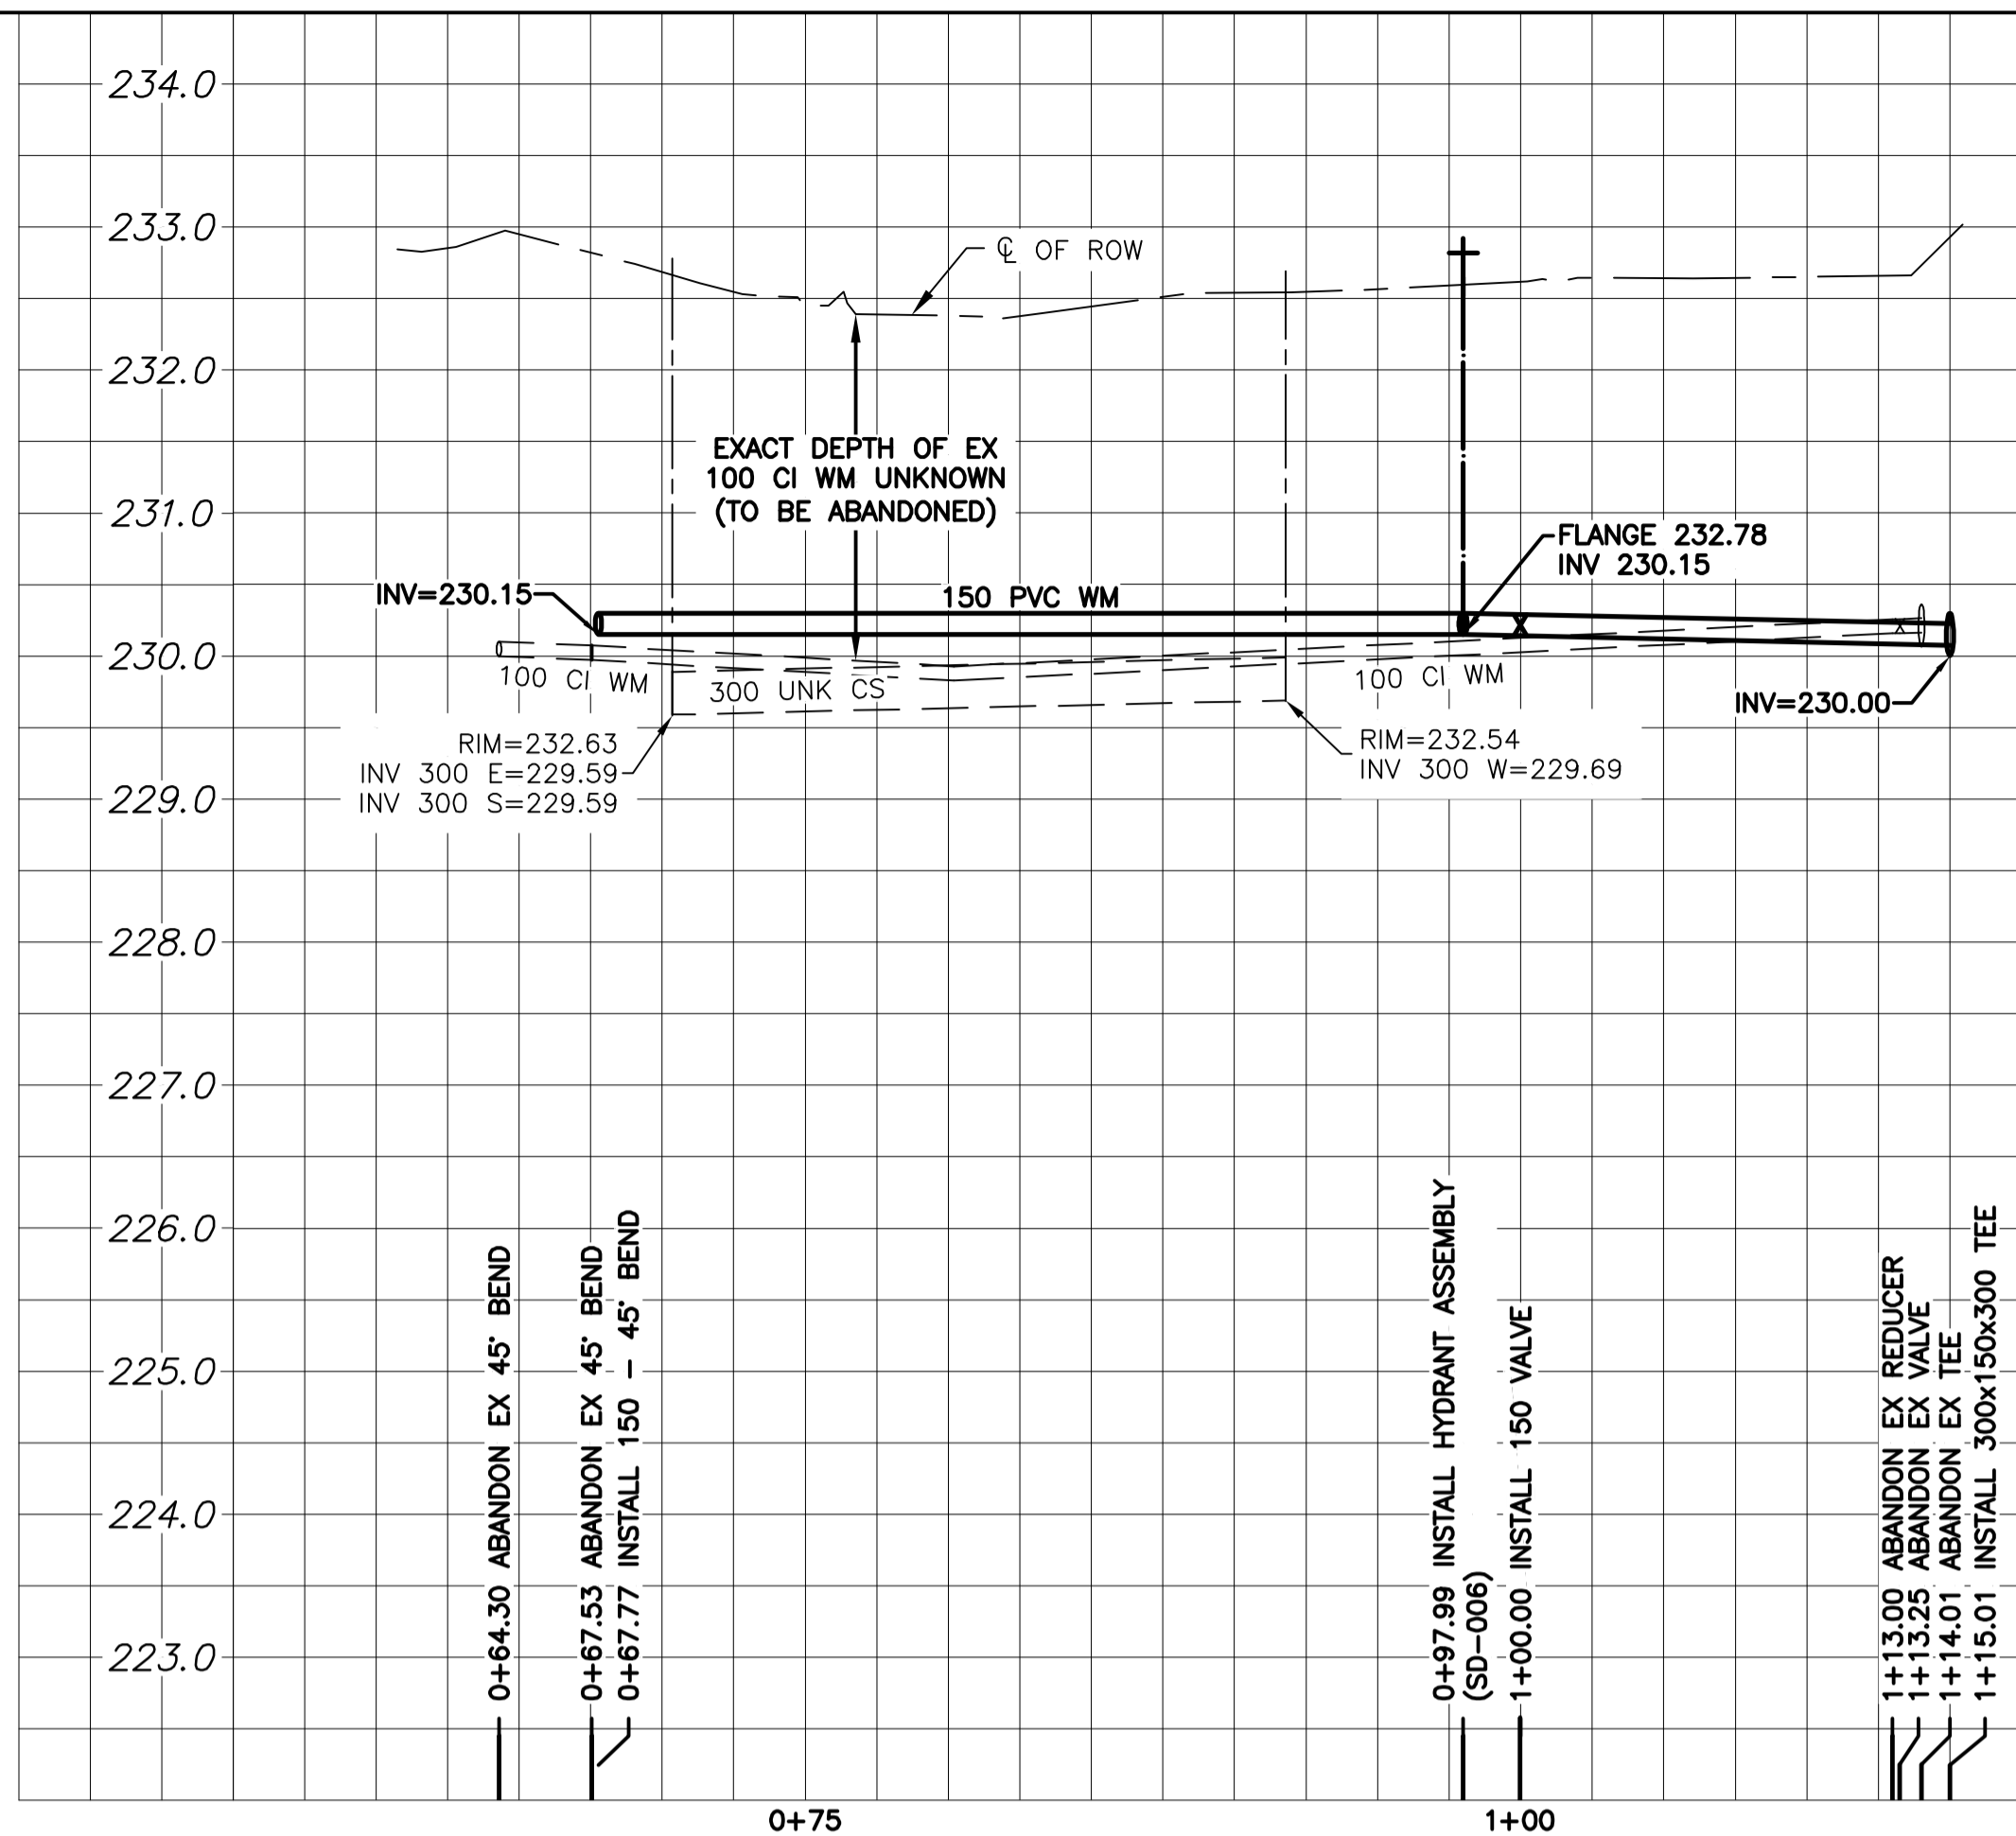 234.0
233.0
℄ OF ROW
232.0
EXACT DEPTH OF EX
100 CI WM UNKNOWN
(TO BE ABANDONED)
231.0
FLANGE 232.78
INV 230.15
INV=230.15
150 PVC WM
230.0
100 CI WM
300 UNK CS
100 CI WM
INV=230.00
RIM=232.63
INV 300 E=229.59
INV 300 S=229.59
RIM=232.54
INV 300 W=229.69
229.0
228.0
227.0
226.0
225.0
224.0
223.0
0+64.30 ABANDON EX 45° BEND
0+67.53 ABANDON EX 45° BEND
0+67.77 INSTALL 150 - 45° BEND
0+97.99 INSTALL HYDRANT ASSEMBLY
(SD-006)
1+00.00 INSTALL 150 VALVE
1+13.00 ABANDON EX REDUCER
1+13.25 ABANDON EX VALVE
1+14.01 ABANDON EX TEE
1+15.01 INSTALL 300x150x300 TEE
0+75
1+00